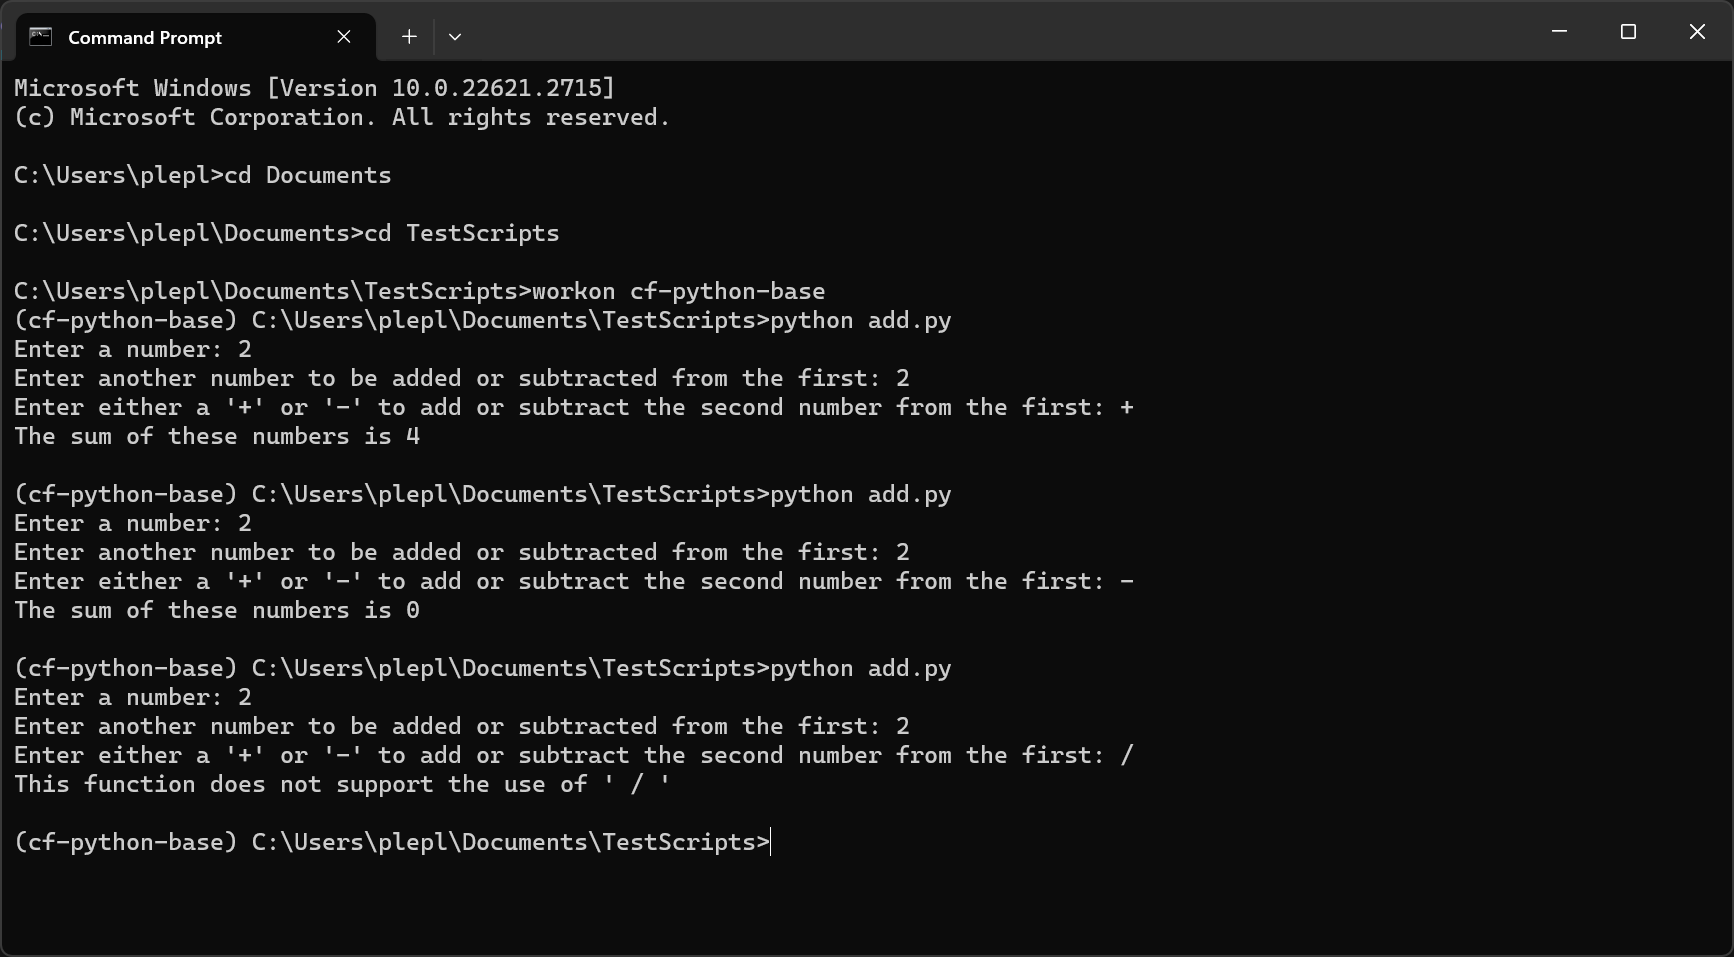 Command Prompt
Microsoft Windows [Version 10.0.22621.2715]
(c) Microsoft Corporation. All rights reserved.
C:\Users\plepl>cd Documents
C:\Users\plepl\Documents>cd TestScripts
C:\Users\plepl\Documents\TestScripts>workon cf-python-base
(cf-python-base) C:\Users\plepl\Documents\TestScripts>python add.py
Enter a number: 2
Enter another number to be added or subtracted from the first: 2
Enter either a '+' or '-' to add or subtract the second number from the first: +
The sum of these numbers is 4
(cf-python-base) C:\Users\plepl\Documents\TestScripts>python add.py
Enter a number: 2
Enter another number to be added or subtracted from the first: 2
Enter either a '+' or '-' to add or subtract the second number from the first: -
The sum of these numbers is 0
(cf-python-base) C:\Users\plepl\Documents\TestScripts>python add.py
Enter a number: 2
Enter another number to be added or subtracted from the first: 2
Enter either a '+' or '-' to add or subtract the second number from the first: /
This function does not support the use of ' / '
(cf-python-base) C:\Users\plepl\Documents\TestScripts>